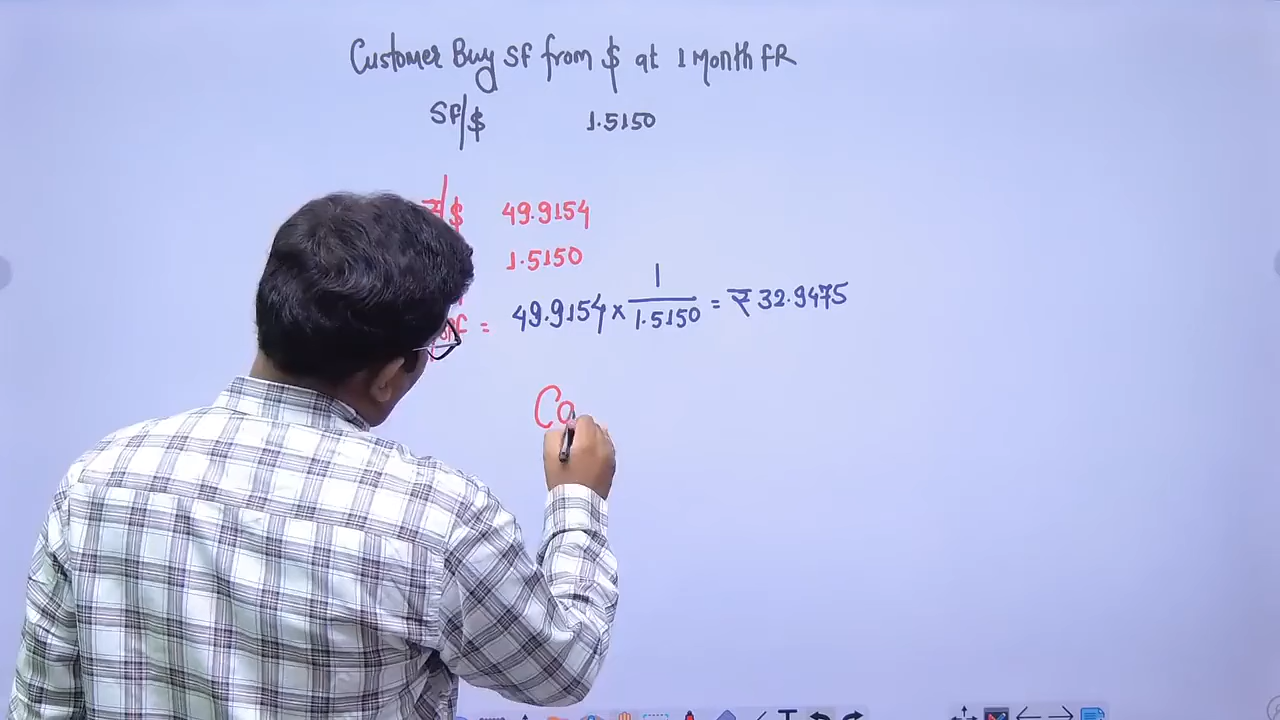 Customer Buy SF from $ at 1 Month FR
SF/$ 1.5150
₹/$ 49.9154
1.5150
= 49.9154 × 1/1.5150 = ₹ 32.9475
Co